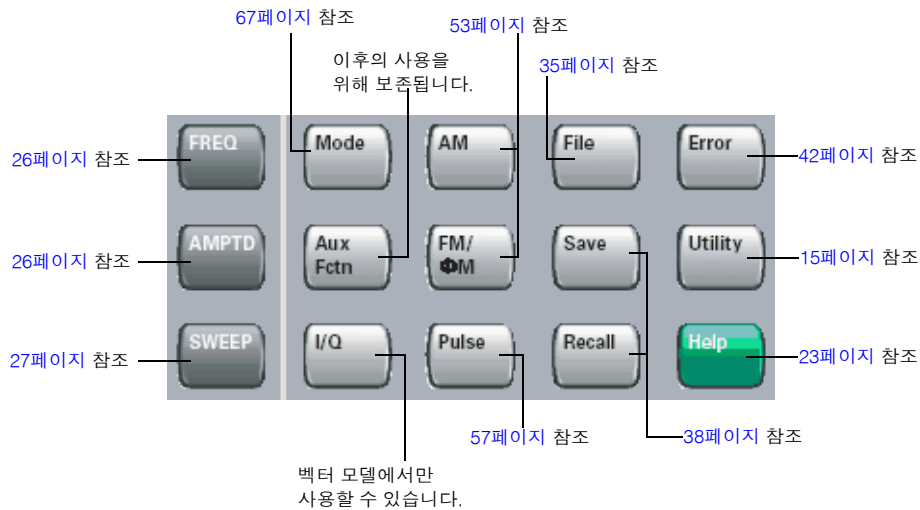 67페이지 참조
53페이지 참조
이후의 사용을
위해 보존됩니다.
35페이지 참조
FREQ
Mode
AM
File
Error
26페이지 참조
42페이지 참조
AMPTD
Aux
Fctn
FM/
ΦM
Save
Utility
26페이지 참조
15페이지 참조
SWEEP
I/Q
Pulse
Recall
Help
27페이지 참조
23페이지 참조
57페이지 참조
38페이지 참조
벡터 모델에서만
사용할 수 있습니다.